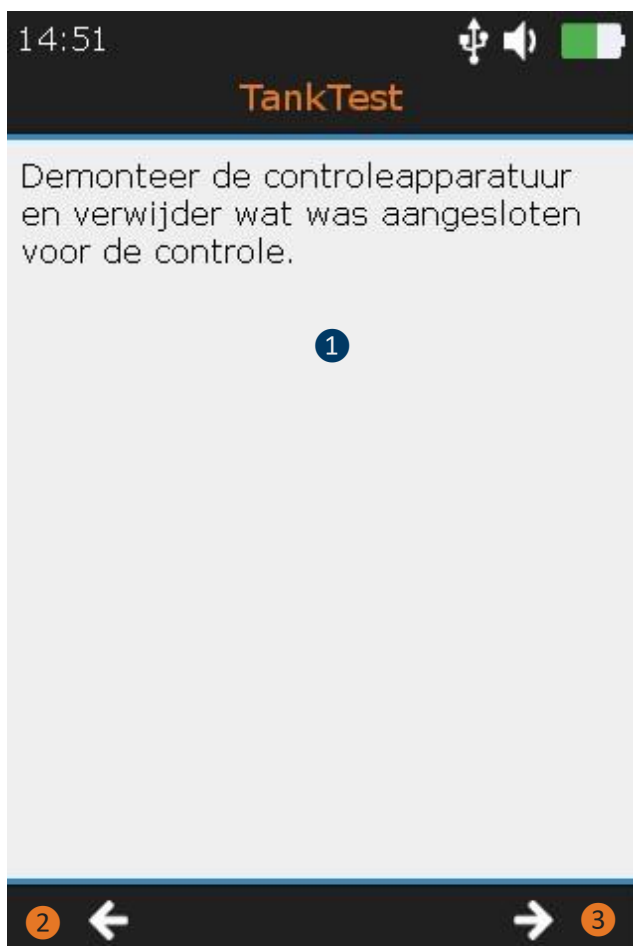 14:51
TankTest
Demonteer de controleapparatuur
en verwijder wat was aangesloten
voor de controle.
1
2
3